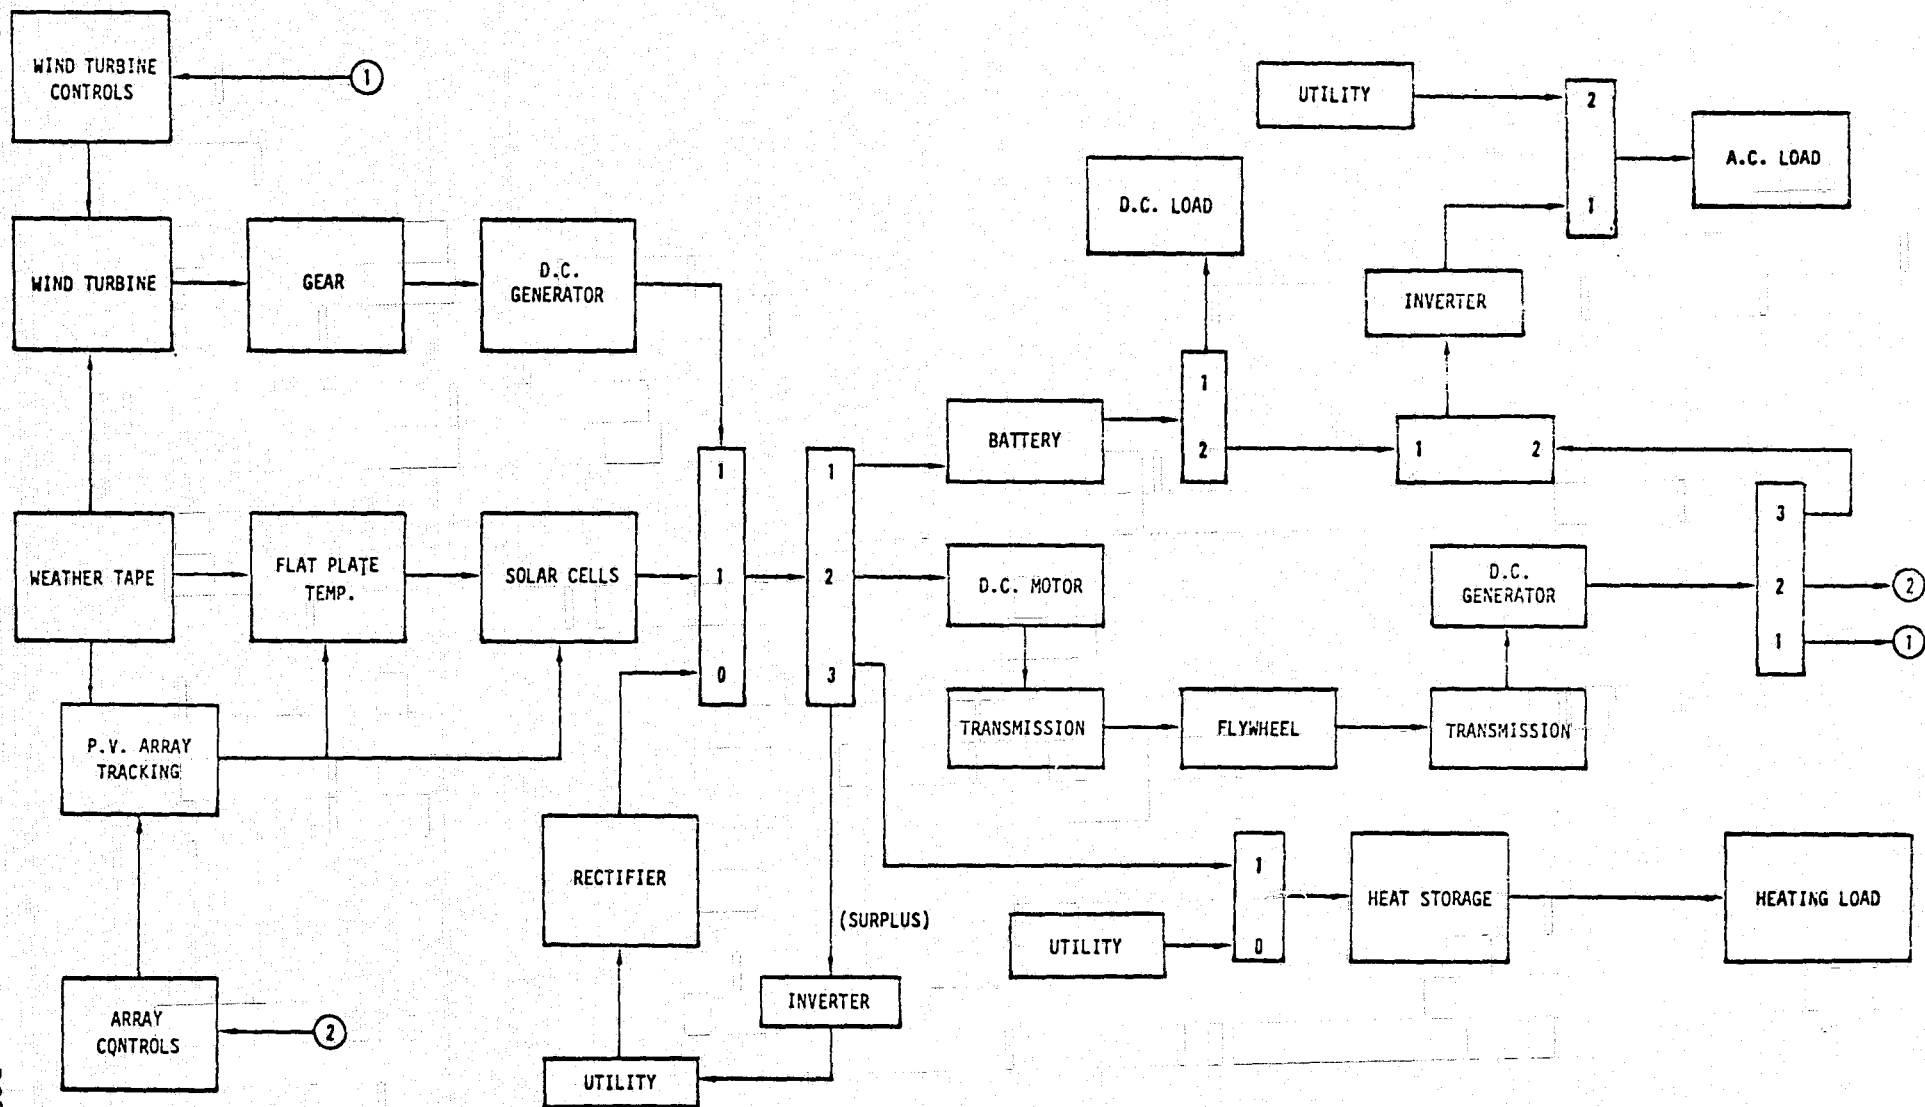 WIND TURBINE
CONTROLS
1
UTILITY
2
1
A.C. LOAD
D.C. LOAD
WIND TURBINE
GEAR
D.C.
GENERATOR
INVERTER
1
2
BATTERY
1
2
1
1
0
1
2
3
WEATHER TAPE
FLAT PLATE
TEMP.
SOLAR CELLS
D.C. MOTOR
D.C.
GENERATOR
3
2
1
2
1
P.V. ARRAY
TRACKING
TRANSMISSION
FLYWHEEL
TRANSMISSION
RECTIFIER
1
0
HEAT STORAGE
HEATING LOAD
(SURPLUS)
UTILITY
INVERTER
ARRAY
CONTROLS
2
UTILITY